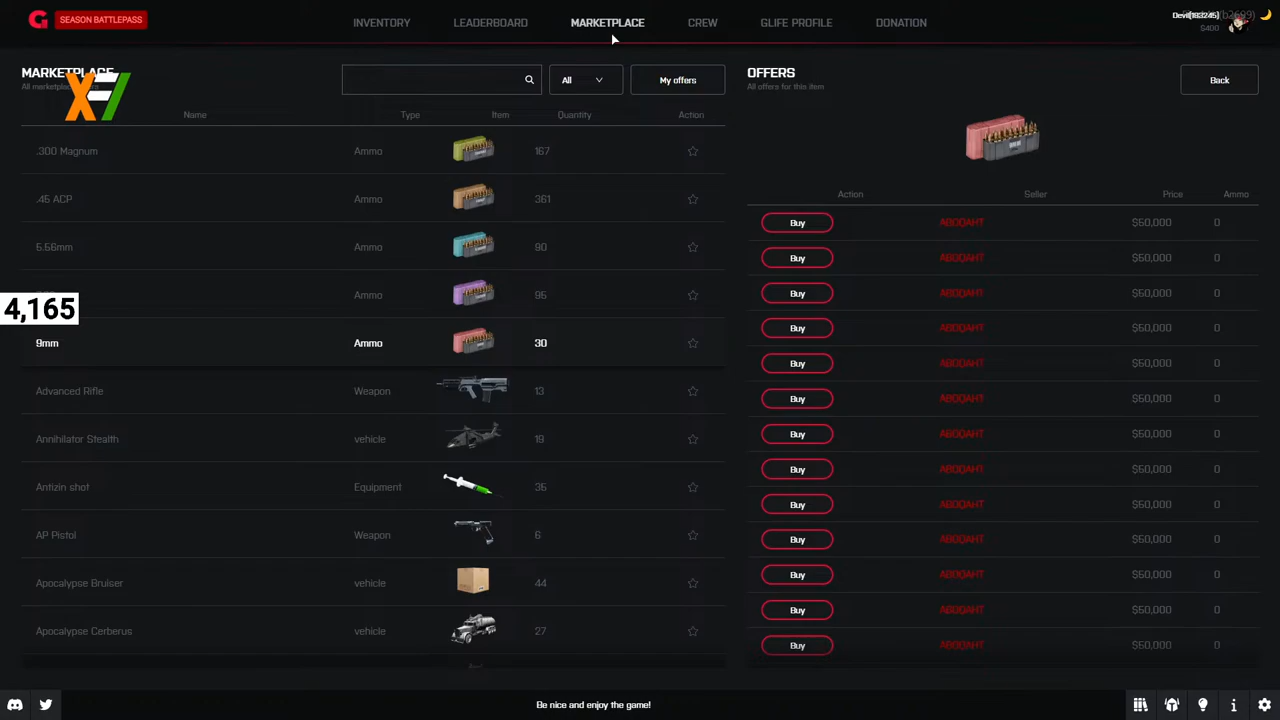 SEASON BATTLEPASS
INVENTORY
LEADERBOARD
MARKETPLACE
CREW
GLIFE PROFILE
DONATION
$400
MARKETPLACE
All
My offers
Name Type Item Quantity Action
.300 Magnum Ammo 167
.45 ACP Ammo 361
5.56mm Ammo 90
Ammo 95
4,165
9mm Ammo 30
Advanced Rifle Weapon 13
Annihilator Stealth vehicle 19
Antizin shot Equipment 35
AP Pistol Weapon 6
Apocalypse Bruiser vehicle 44
Apocalypse Cerberus vehicle 27
OFFERS
All offers for this item
Back
Action Seller Price Ammo
Buy $50,000 0
Buy $50,000 0
Buy $50,000 0
Buy $50,000 0
Buy $50,000 0
Buy $50,000 0
Buy $50,000 0
Buy $50,000 0
Buy $50,000 0
Buy $50,000 0
Buy $50,000 0
Buy $50,000 0
Buy $50,000 0
Be nice and enjoy the game!